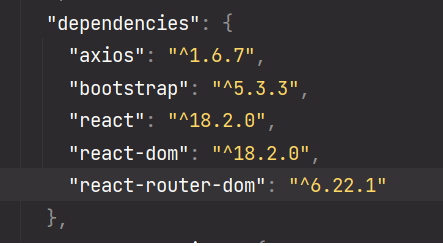 "dependencies": {
"axios": "^1.6.7",
"bootstrap": "^5.3.3",
"react": "^18.2.0",
"react-dom": "^18.2.0",
"react-router-dom": "^6.22.1"
},